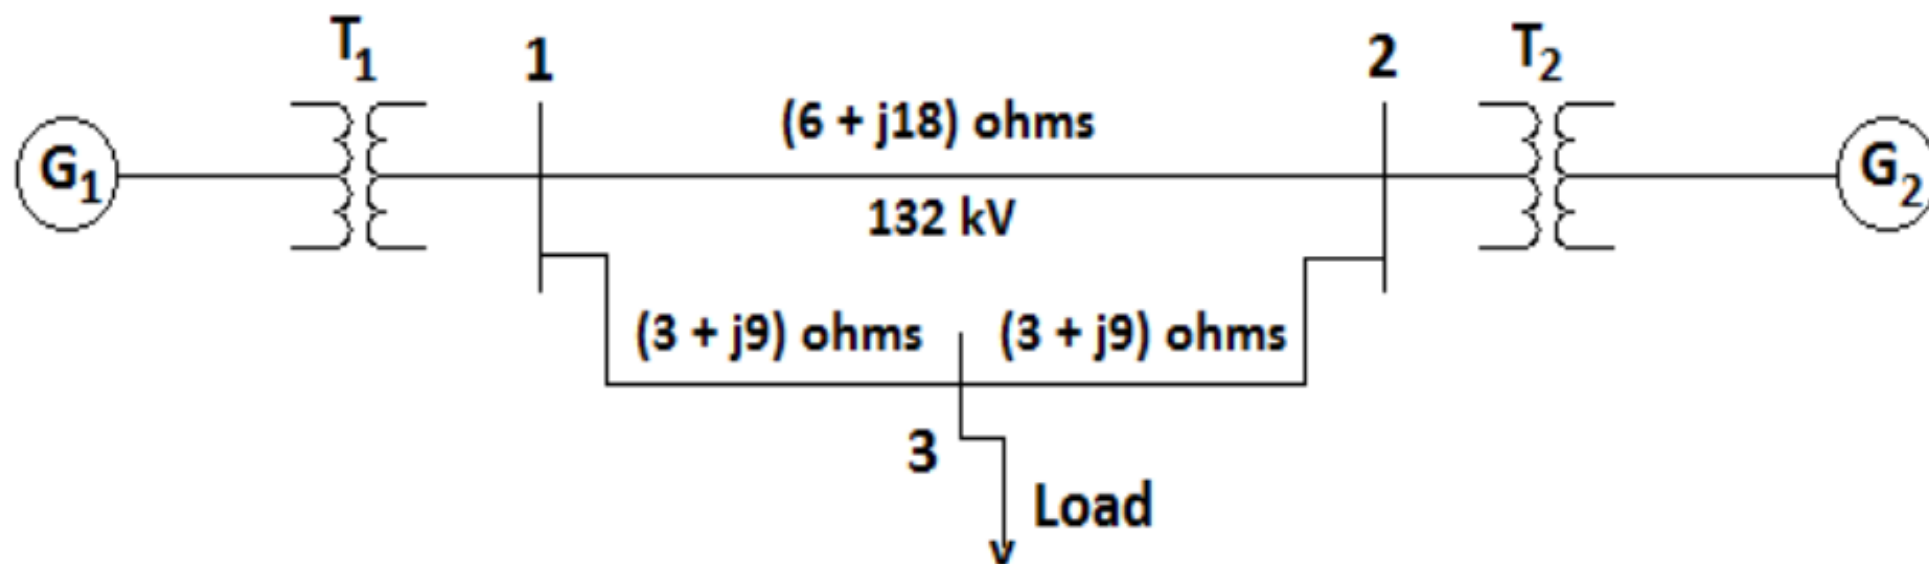 T1
1
2
T2
(6 + j18) ohms
G1
G2
132 kV
(3 + j9) ohms
(3 + j9) ohms
3
Load